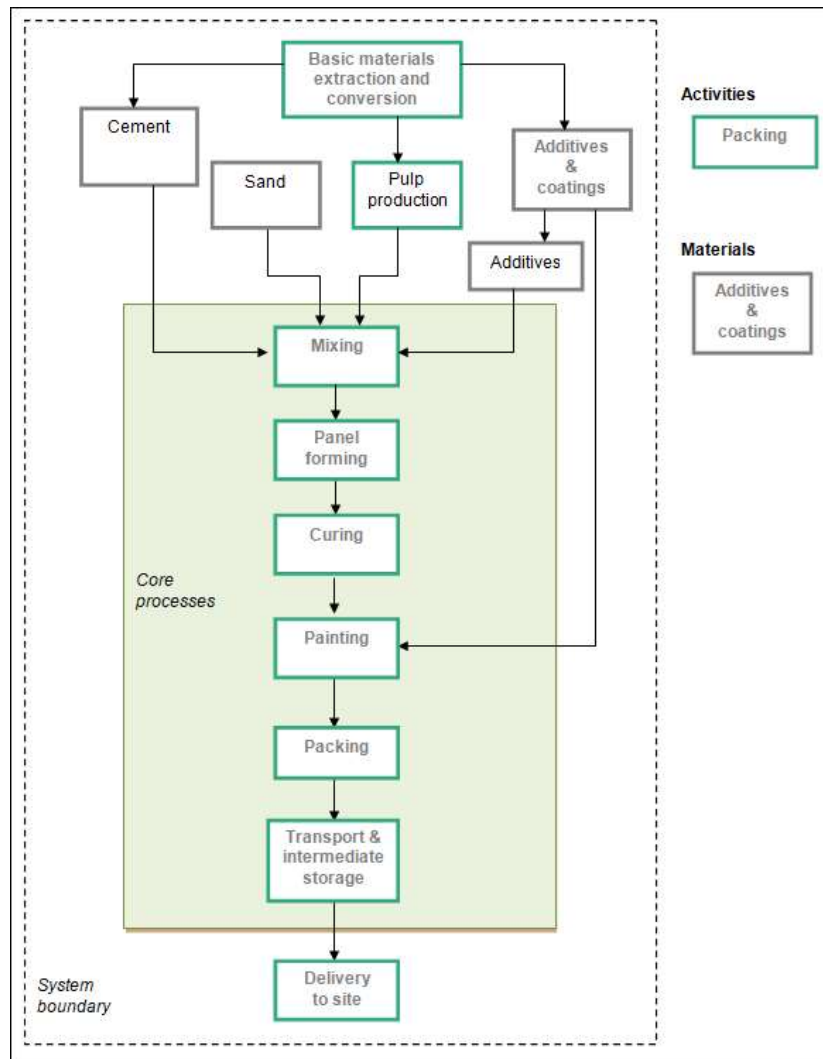 Basic materials
extraction and
conversion
Cement
Sand
Pulp
production
Additives
&
coatings
Additives
Mixing
Panel
forming
Curing
Core
processes
Painting
Packing
Transport &
intermediate
storage
Delivery
to site
System
boundary
Activities
Packing
Materials
Additives
&
coatings